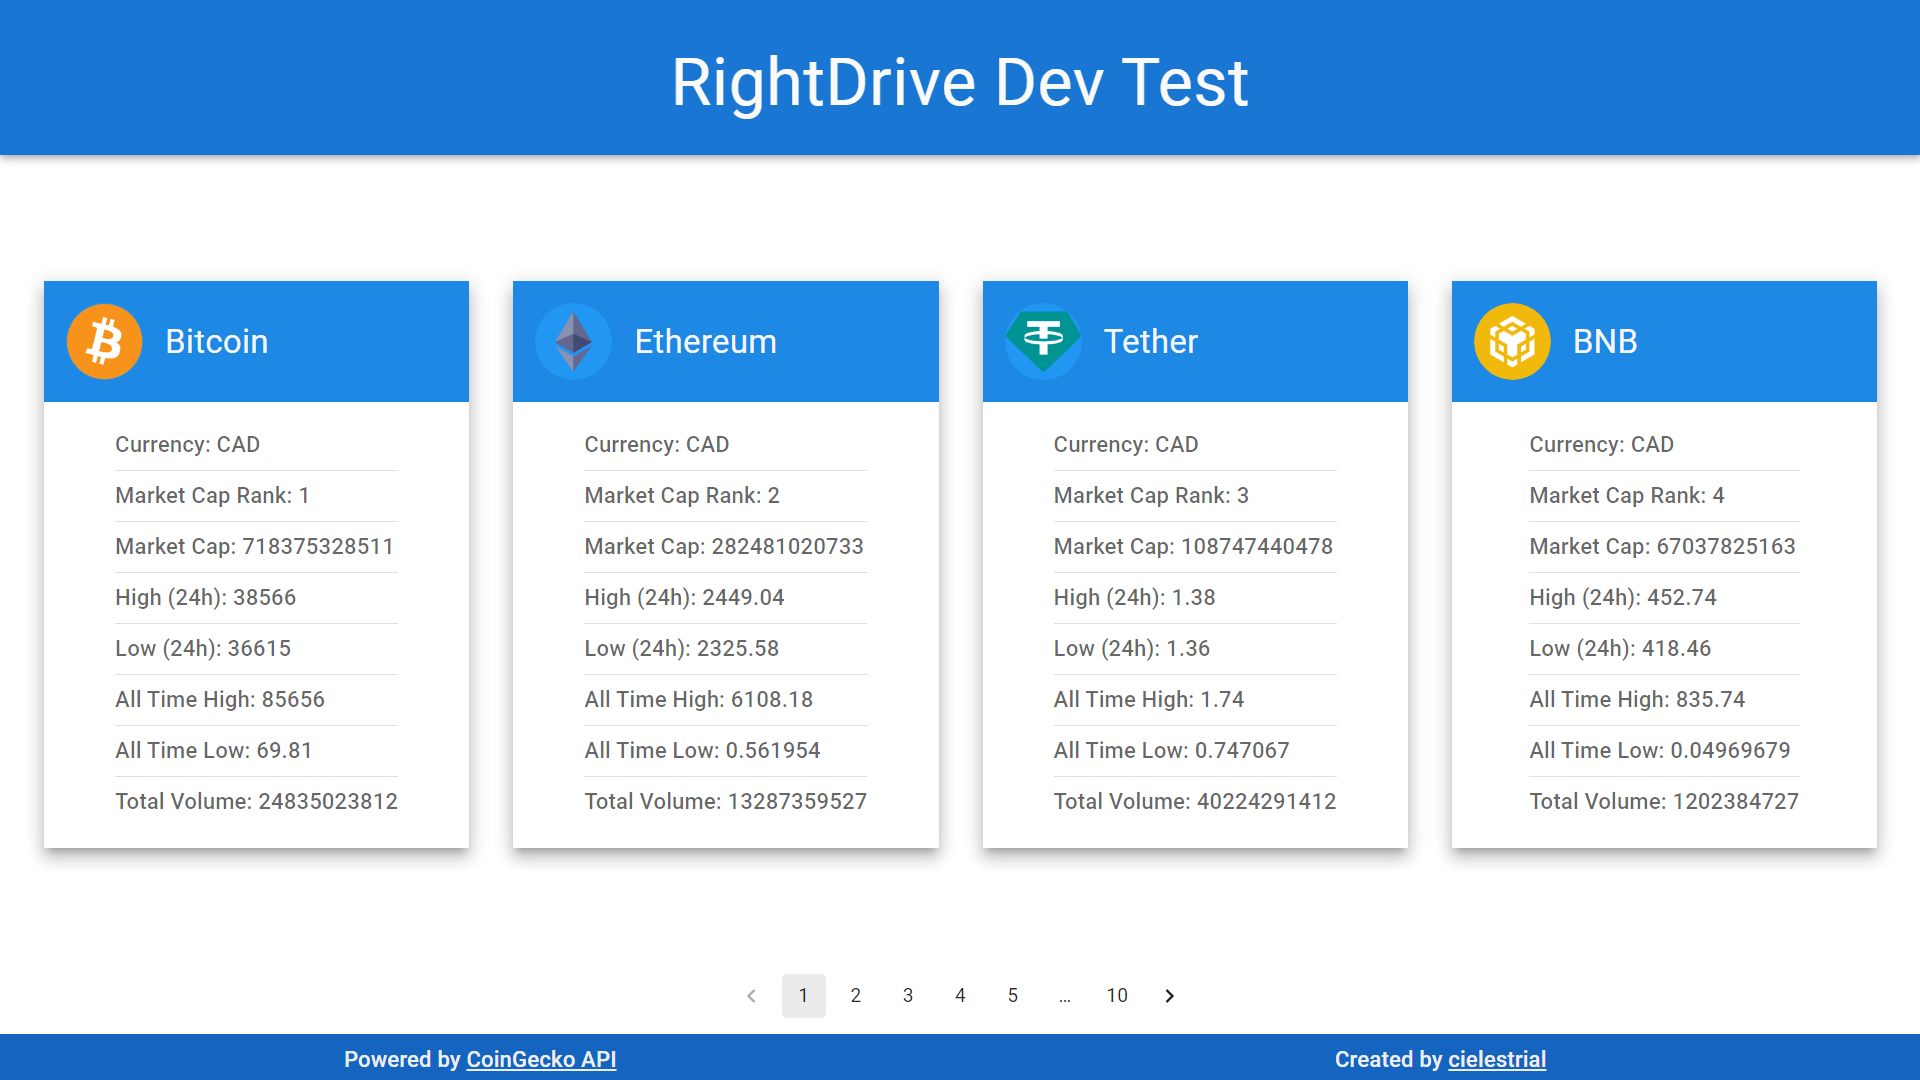 RightDrive Dev Test
Bitcoin
Currency: CAD
Market Cap Rank: 1
Market Cap: 718375328511
High (24h): 38566
Low (24h): 36615
All Time High: 85656
All Time Low: 69.81
Total Volume: 24835023812
Ethereum
Currency: CAD
Market Cap Rank: 2
Market Cap: 282481020733
High (24h): 2449.04
Low (24h): 2325.58
All Time High: 6108.18
All Time Low: 0.561954
Total Volume: 13287359527
Tether
Currency: CAD
Market Cap Rank: 3
Market Cap: 108747440478
High (24h): 1.38
Low (24h): 1.36
All Time High: 1.74
All Time Low: 0.747067
Total Volume: 40224291412
BNB
Currency: CAD
Market Cap Rank: 4
Market Cap: 67037825163
High (24h): 452.74
Low (24h): 418.46
All Time High: 835.74
All Time Low: 0.04969679
Total Volume: 1202384727
1 2 3 4 5 ... 10
Powered by CoinGecko API
Created by cielestrial